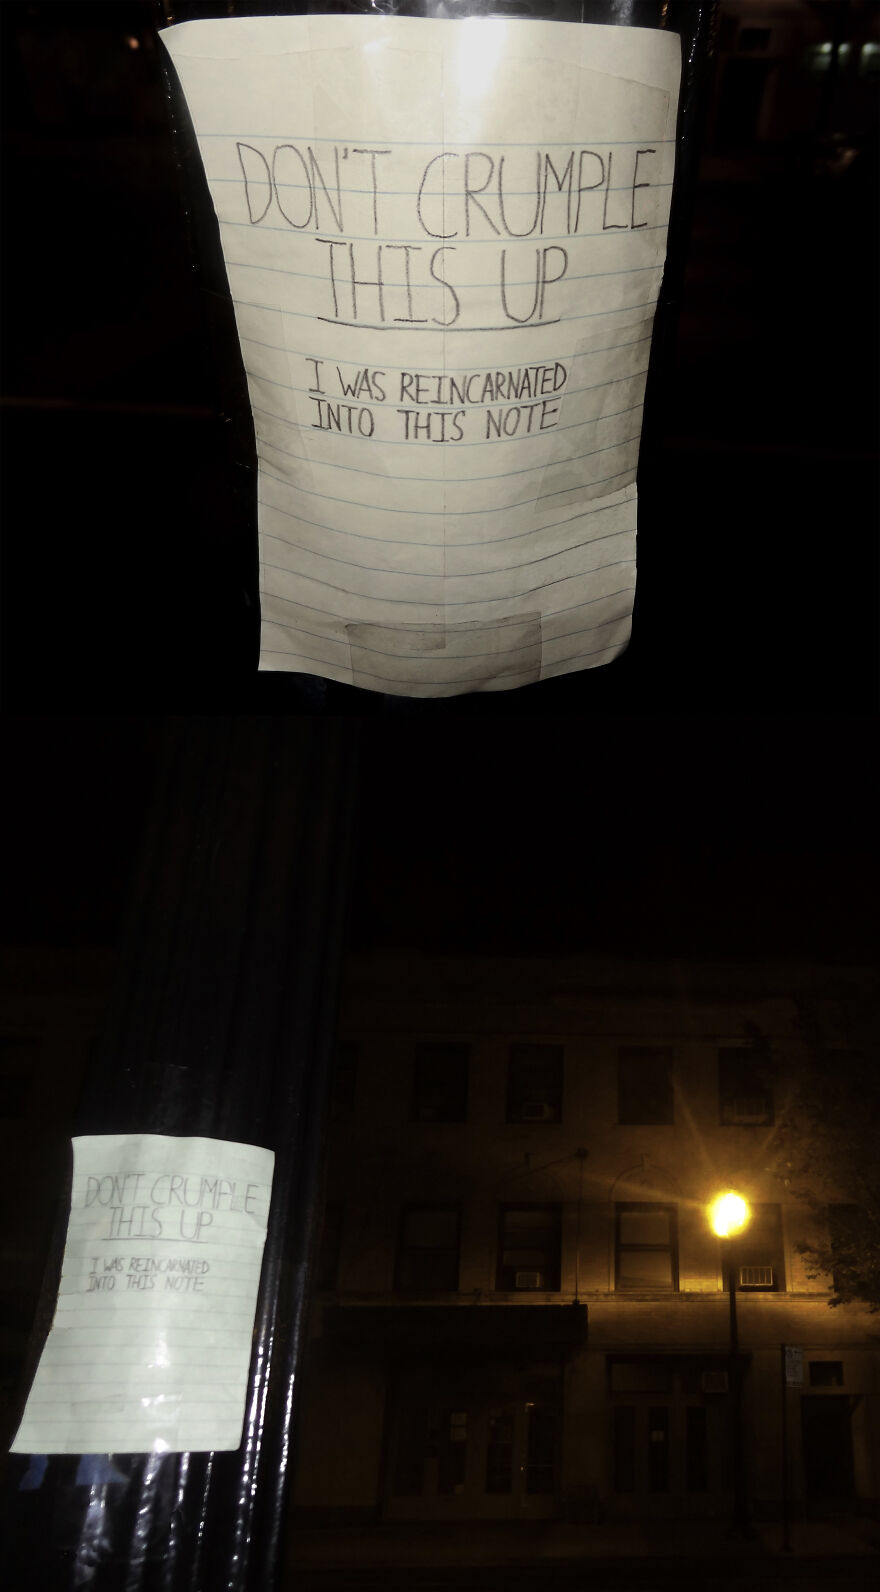 DON'T CRUMPLE
THIS UP
I WAS REINCARNATED
INTO THIS NOTE
DON'T CRUMPLE
THIS UP
I WAS REINCARNATED
INTO THIS NOTE